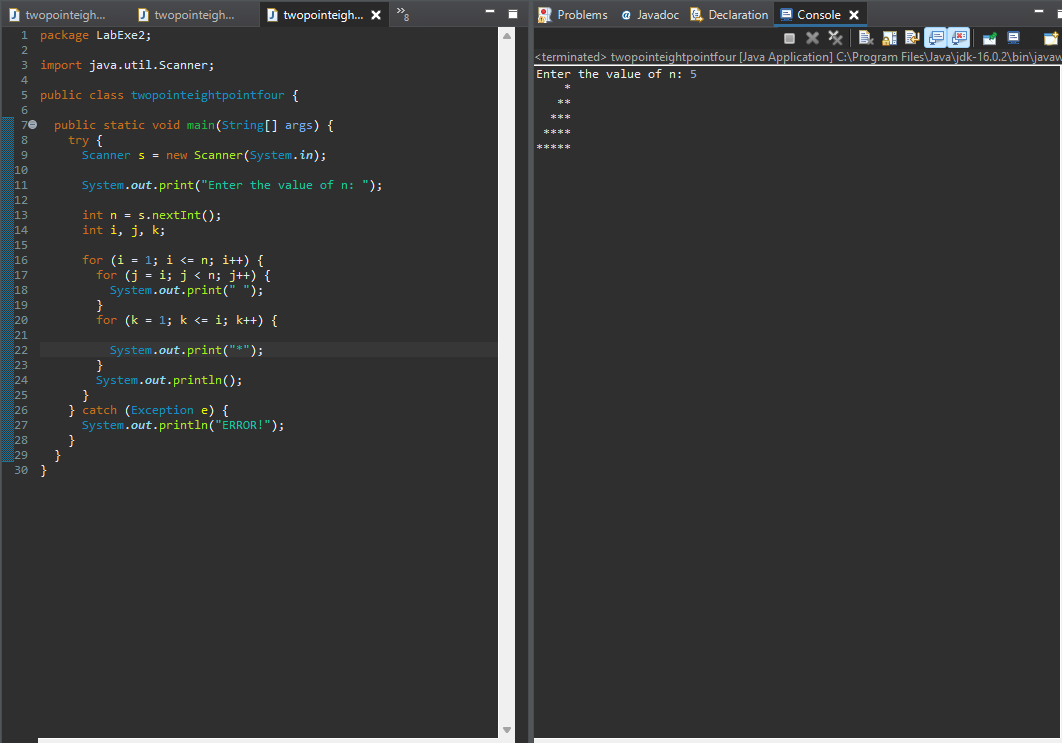 twopointeigh... twopointeigh... twopointeigh... »8
1 package LabExe2;
2
3 import java.util.Scanner;
4
5 public class twopointeightpointfour {
6
7 public static void main(String[] args) {
8 try {
9 Scanner s = new Scanner(System.in);
10
11 System.out.print("Enter the value of n: ");
12
13 int n = s.nextInt();
14 int i, j, k;
15
16 for (i = 1; i <= n; i++) {
17 for (j = i; j < n; j++) {
18 System.out.print(" ");
19 }
20 for (k = 1; k <= i; k++) {
21
22 System.out.print("*");
23 }
24 System.out.println();
25 }
26 } catch (Exception e) {
27 System.out.println("ERROR!");
28 }
29 }
30 }
Problems @ Javadoc Declaration Console
<terminated> twopointeightpointfour [Java Application] C:\Program Files\Java\jdk-16.0.2\bin\javaw
Enter the value of n: 5
    *
   **
  ***
 ****
*****